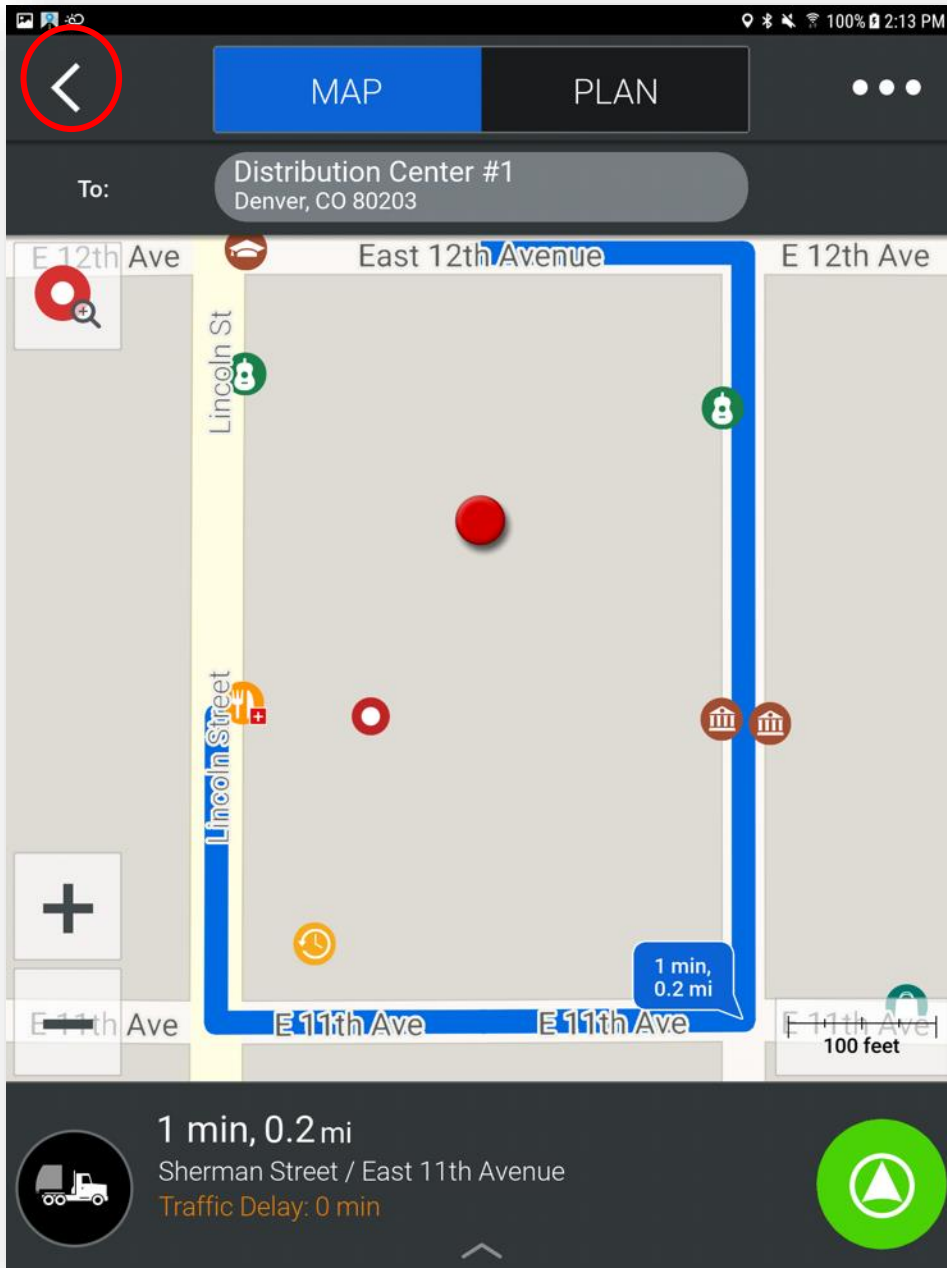 100% 2:13 PM
MAP PLAN
To:
Distribution Center #1
Denver, CO 80203
E 12th Ave
East 12th Avenue
E 12th Ave
Lincoln St
Lincoln Street
1 min,
0.2 mi
E 11th Ave
E 11th Ave
E 11th Ave
E 11th Ave
100 feet
1 min, 0.2 mi
Sherman Street / East 11th Avenue
Traffic Delay: 0 min